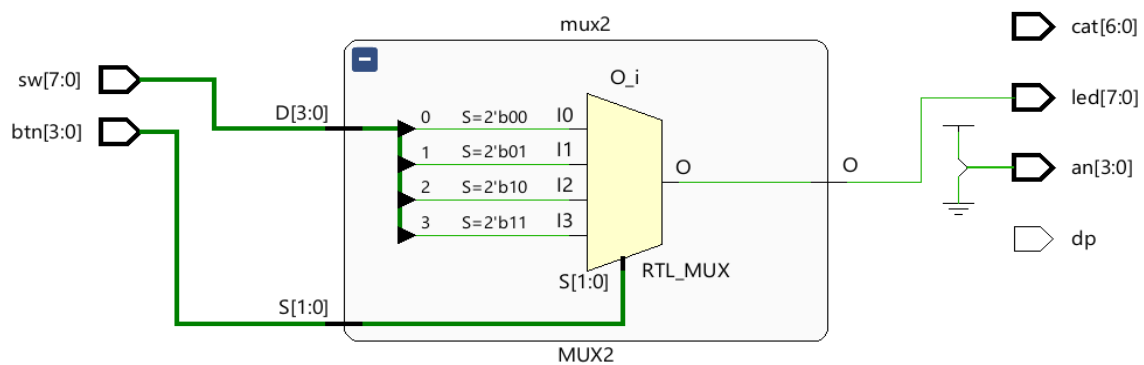 mux2
cat[6:0]
sw[7:0]
O_i
led[7:0]
D[3:0]
0 S=2'b00 I0
btn[3:0]
1 S=2'b01 I1
O
O
an[3:0]
2 S=2'b10 I2
3 S=2'b11 I3
dp
S[1:0]
RTL_MUX
S[1:0]
MUX2